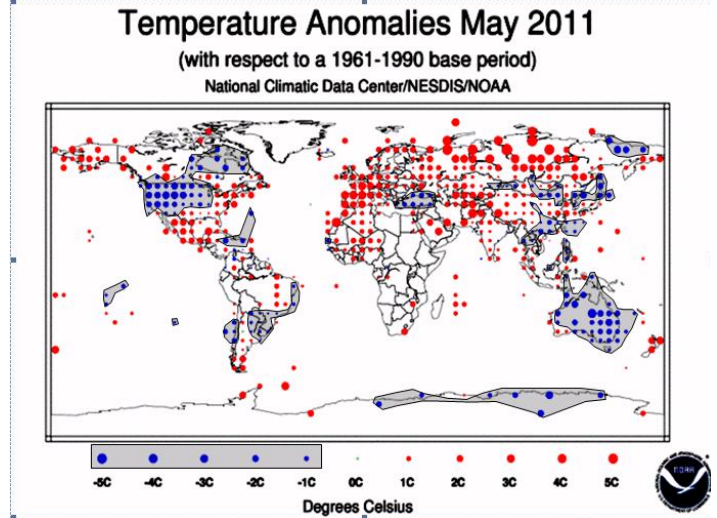 Temperature Anomalies May 2011
(with respect to a 1961-1990 base period)
National Climatic Data Center/NESDIS/NOAA
-5C -4C -3C -2C -1C 0C 1C 2C 3C 4C 5C
Degrees Celsius
NOAA